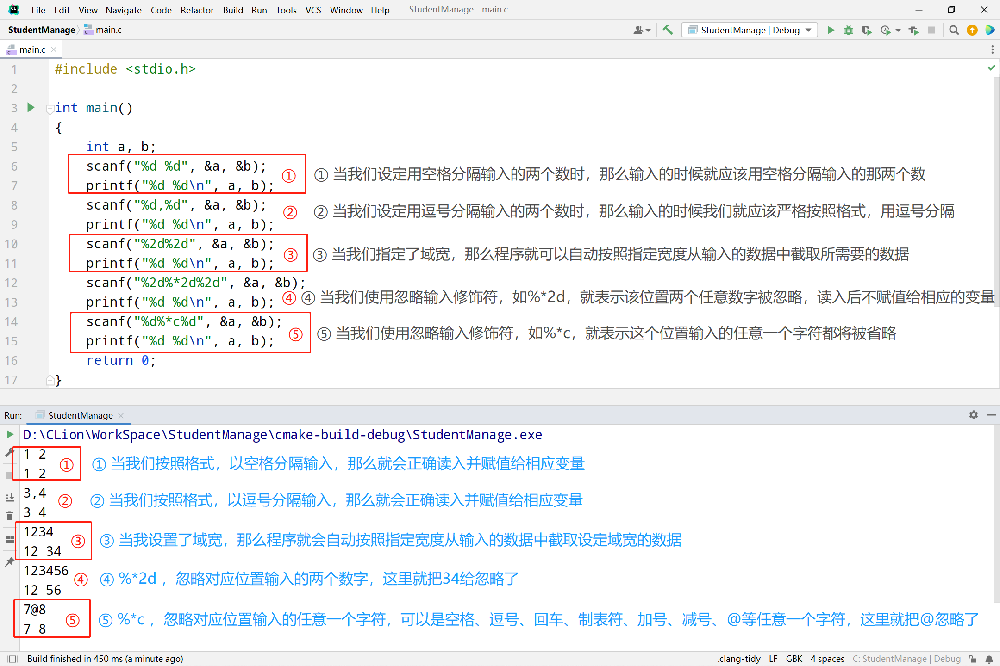 File Edit View Navigate Code Refactor Build Run Tools VCS Window Help StudentManage - main.c
StudentManage main.c StudentManage | Debug
main.c
1 #include <stdio.h>
2
3 int main()
4 {
5 int a, b;
6 scanf("%d %d", &a, &b);
① ① 当我们设定用空格分隔输入的两个数时，那么输入的时候就应该用空格分隔输入的那两个数
7 printf("%d %d\n", a, b);
8 scanf("%d,%d", &a, &b);
② ② 当我们设定用逗号分隔输入的两个数时，那么输入的时候我们就应该严格按照格式，用逗号分隔
9 printf("%d %d\n", a, b);
10 scanf("%2d%2d", &a, &b);
③ ③ 当我们指定了域宽，那么程序就可以自动按照指定宽度从输入的数据中截取所需要的数据
11 printf("%d %d\n", a, b);
12 scanf("%2d%*2d%2d", &a, &b);
④ ④ 当我们使用忽略输入修饰符，如%*2d，就表示该位置两个任意数字被忽略，读入后不赋值给相应的变量
13 printf("%d %d\n", a, b);
14 scanf("%d%*c%d", &a, &b);
⑤ ⑤ 当我们使用忽略输入修饰符，如%*c，就表示这个位置输入的任意一个字符都将被省略
15 printf("%d %d\n", a, b);
16 return 0;
17 }
Run: StudentManage
D:\CLion\WorkSpace\StudentManage\cmake-build-debug\StudentManage.exe
1 2
① ① 当我们按照格式，以空格分隔输入，那么就会正确读入并赋值给相应变量
1 2
3,4
② ② 当我们按照格式，以逗号分隔输入，那么就会正确读入并赋值给相应变量
3 4
1234
③ ③ 当我设置了域宽，那么程序就会自动按照指定宽度从输入的数据中截取设定域宽的数据
12 34
123456
④ ④ %*2d ，忽略对应位置输入的两个数字，这里就把34给忽略了
12 56
7@8
⑤ ⑤ %*c ，忽略对应位置输入的任意一个字符，可以是空格、逗号、回车、制表符、加号、减号、@等任意一个字符，这里就把@忽略了
7 8
Build finished in 450 ms (a minute ago) .clang-tidy LF GBK 4 spaces C: StudentManage | Debug